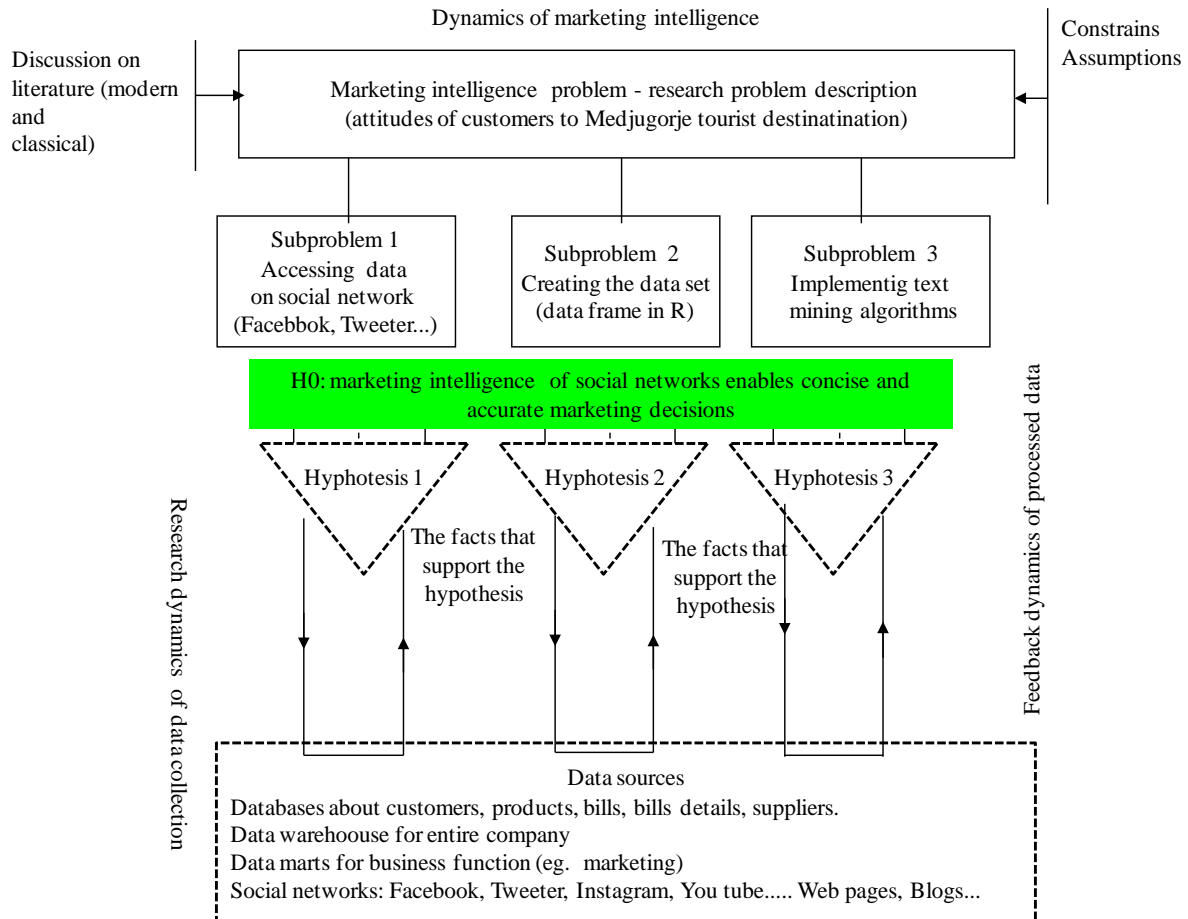 Dynamics of marketing intelligence
Discussion on
literature (modern
and
classical)
Constrains
Assumptions
Marketing intelligence problem - research problem description
(attitudes of customers to Medjugorje tourist destinatination)
Subproblem 1
Accessing data
on social network
(Facebbok, Tweeter...)
Subproblem 2
Creating the data set
(data frame in R)
Subproblem 3
Implementig text
mining algorithms
H0: marketing intelligence of social networks enables concise and
accurate marketing decisions
Hyphotesis 1
Hyphotesis 2
Hyphotesis 3
The facts that
support the
hypothesis
The facts that
support the
hypothesis
Research dynamics of data collection
Feedback dynamics of processed data
Data sources
Databases about customers, products, bills, bills details, suppliers.
Data warehoouse for entire company
Data marts for business function (eg. marketing)
Social networks: Facebook, Tweeter, Instagram, You tube..... Web pages, Blogs...